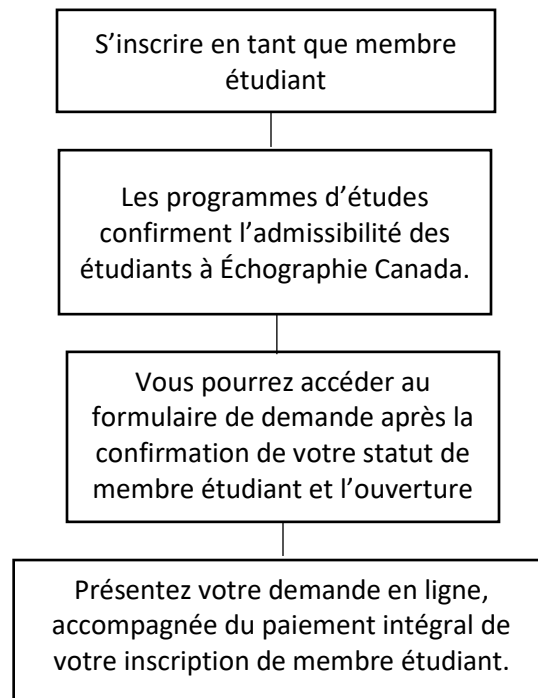 S’inscrire en tant que membre
étudiant
Les programmes d’études
confirment l’admissibilité des
étudiants à Échographie Canada.
Vous pourrez accéder au
formulaire de demande après la
confirmation de votre statut de
membre étudiant et l’ouverture
Présentez votre demande en ligne,
accompagnée du paiement intégral de
votre inscription de membre étudiant.